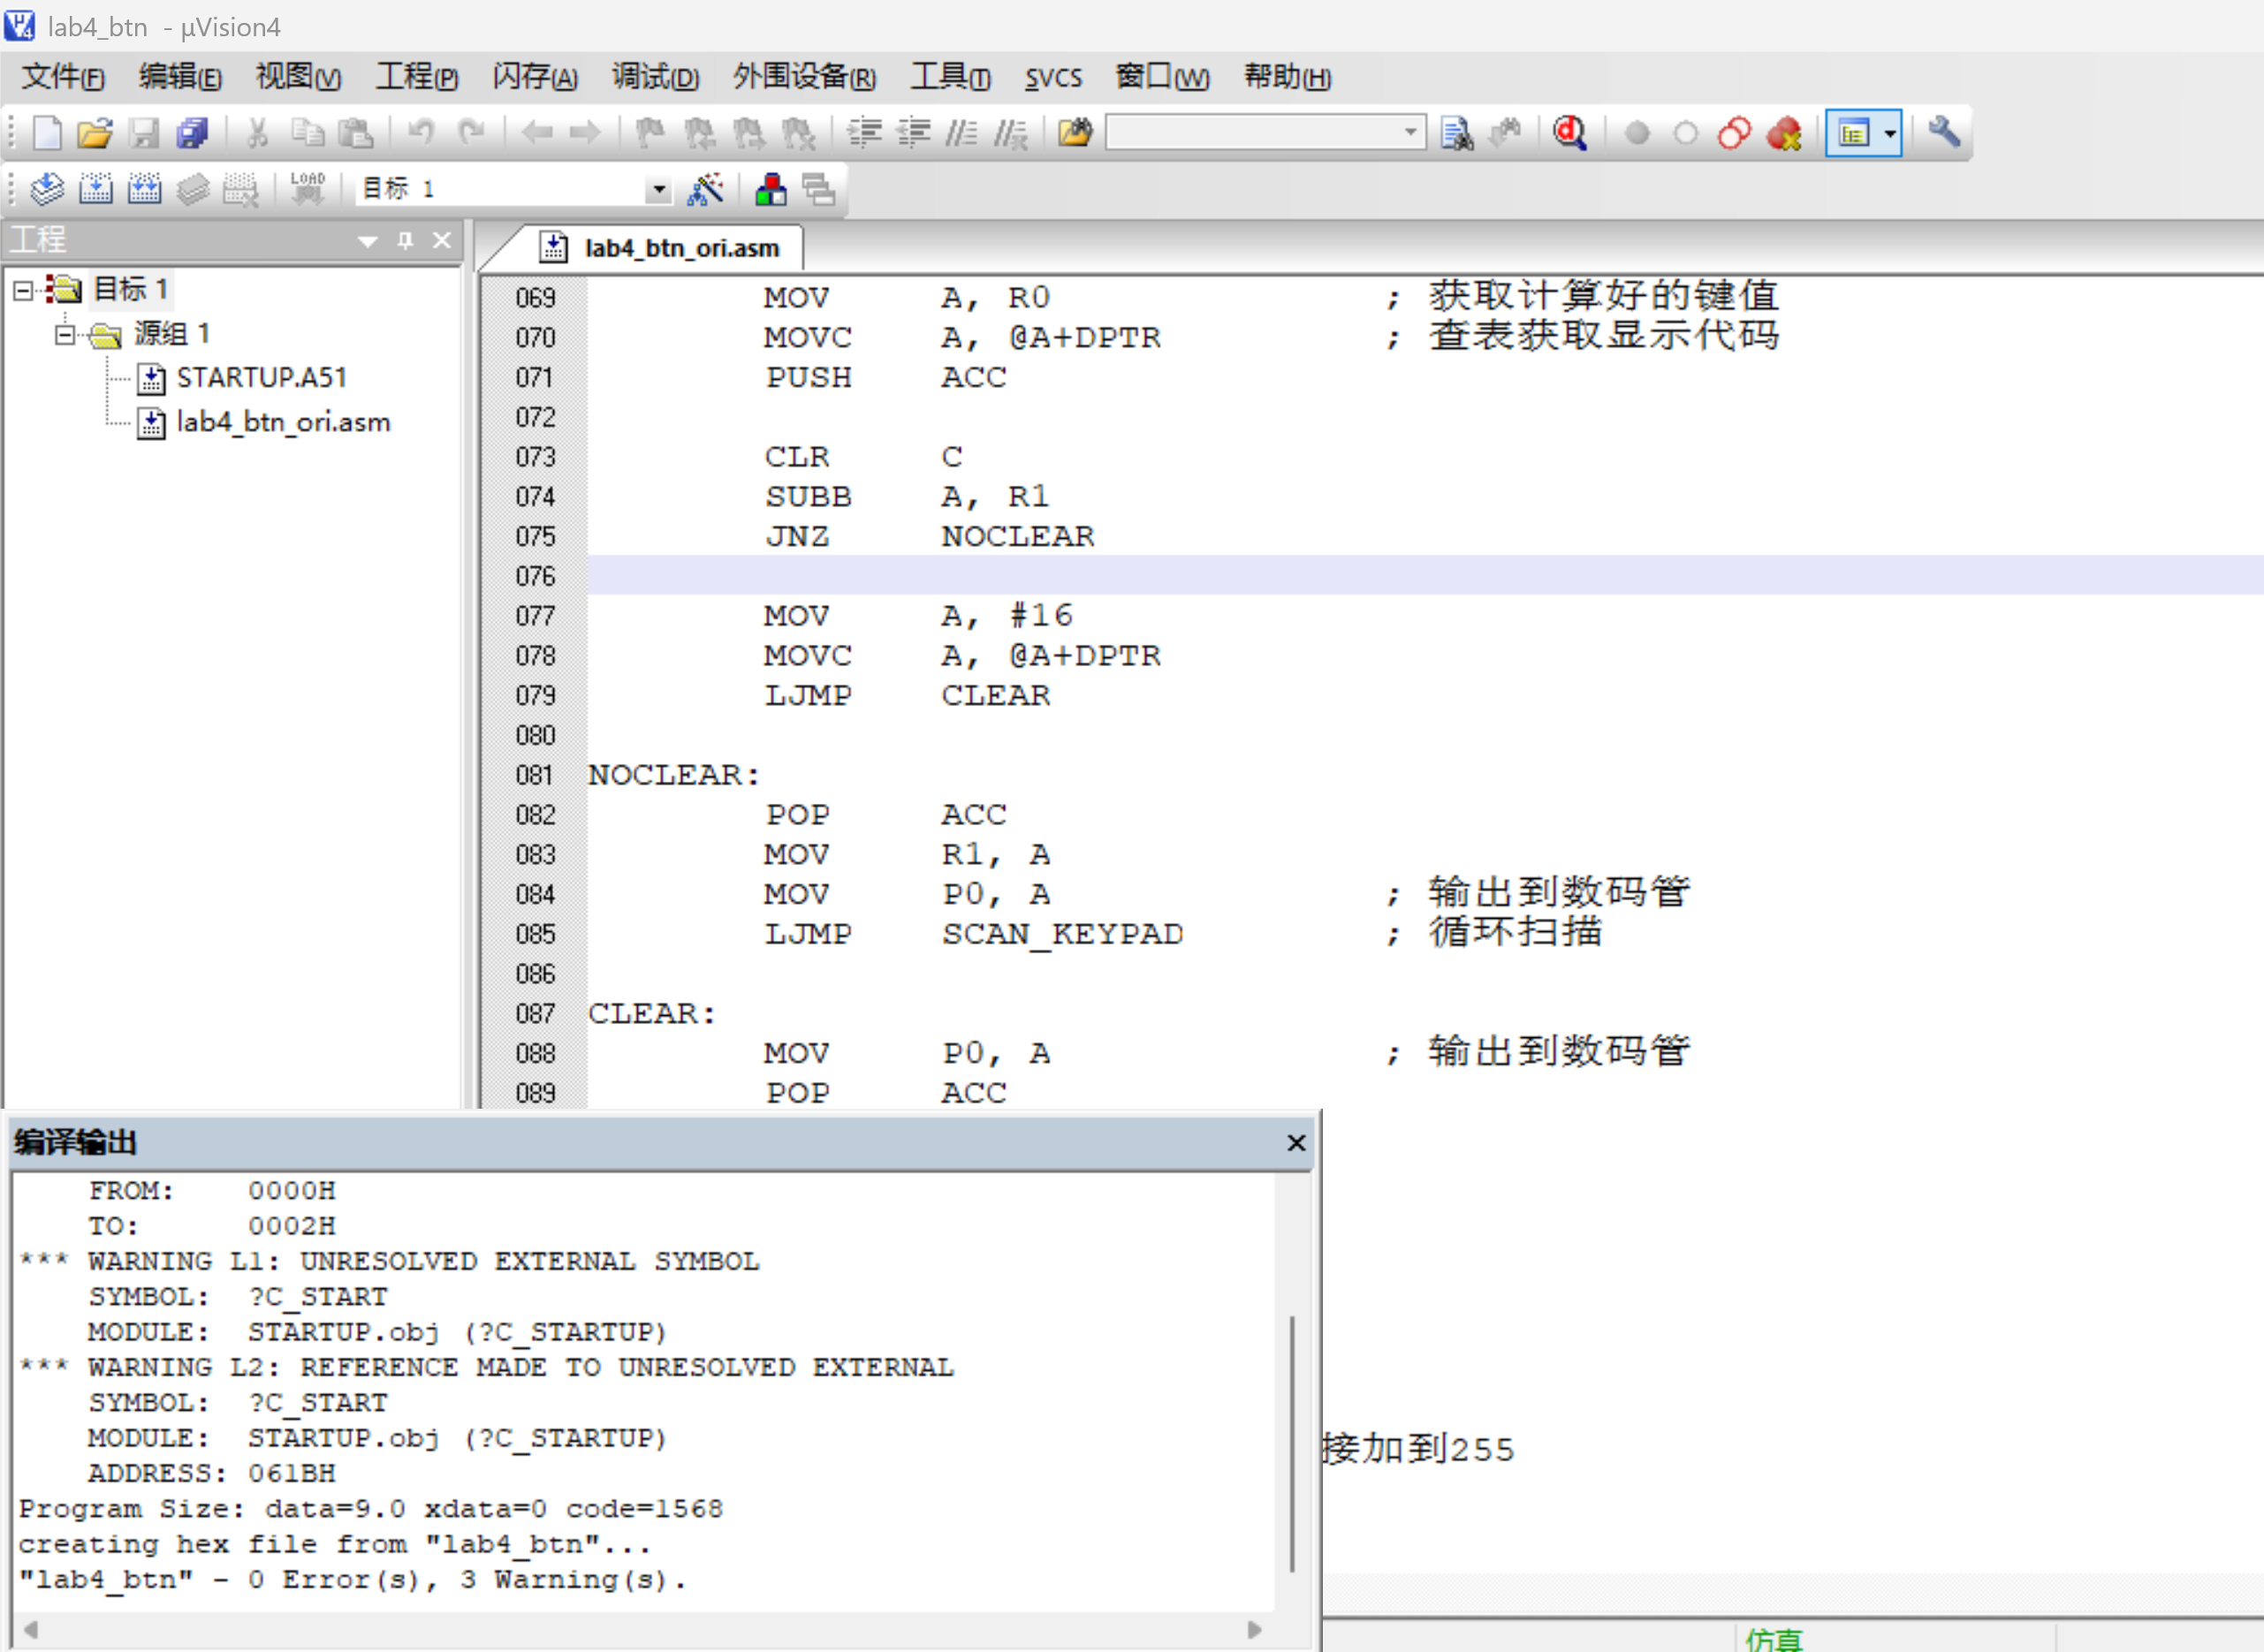 lab4_btn - µVision4
文件(F) 编辑(E) 视图(V) 工程(P) 闪存(A) 调试(D) 外围设备(R) 工具(T) SVCS 窗口(W) 帮助(H)
LOAD 目标 1
工程
目标 1
源组 1
STARTUP.A51
lab4_btn_ori.asm
lab4_btn_ori.asm
069 MOV A, R0 ; 获取计算好的键值
070 MOVC A, @A+DPTR ; 查表获取显示代码
071 PUSH ACC
072
073 CLR C
074 SUBB A, R1
075 JNZ NOCLEAR
076
077 MOV A, #16
078 MOVC A, @A+DPTR
079 LJMP CLEAR
080
081 NOCLEAR:
082 POP ACC
083 MOV R1, A
084 MOV P0, A ; 输出到数码管
085 LJMP SCAN_KEYPAD ; 循环扫描
086
087 CLEAR:
088 MOV P0, A ; 输出到数码管
089 POP ACC
编译输出
FROM: 0000H
TO: 0002H
*** WARNING L1: UNRESOLVED EXTERNAL SYMBOL
SYMBOL: ?C_START
MODULE: STARTUP.obj (?C_STARTUP)
*** WARNING L2: REFERENCE MADE TO UNRESOLVED EXTERNAL
SYMBOL: ?C_START
MODULE: STARTUP.obj (?C_STARTUP)
ADDRESS: 061BH
Program Size: data=9.0 xdata=0 code=1568
creating hex file from "lab4_btn"...
"lab4_btn" - 0 Error(s), 3 Warning(s).
接加到255
仿真